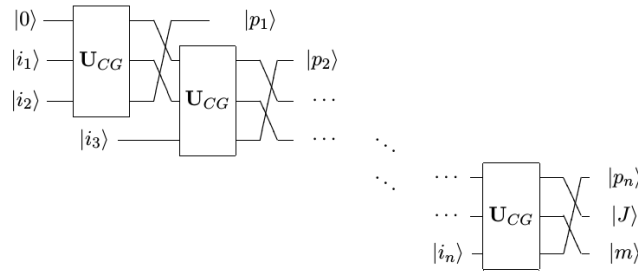 |0⟩ |p₁⟩
|i₁⟩ U_CG |p₂⟩
|i₂⟩ U_CG ⋯
|i₃⟩ ⋯ ⋱
⋱ ⋯ |pₙ⟩
⋯ U_CG |J⟩
|iₙ⟩ |m⟩